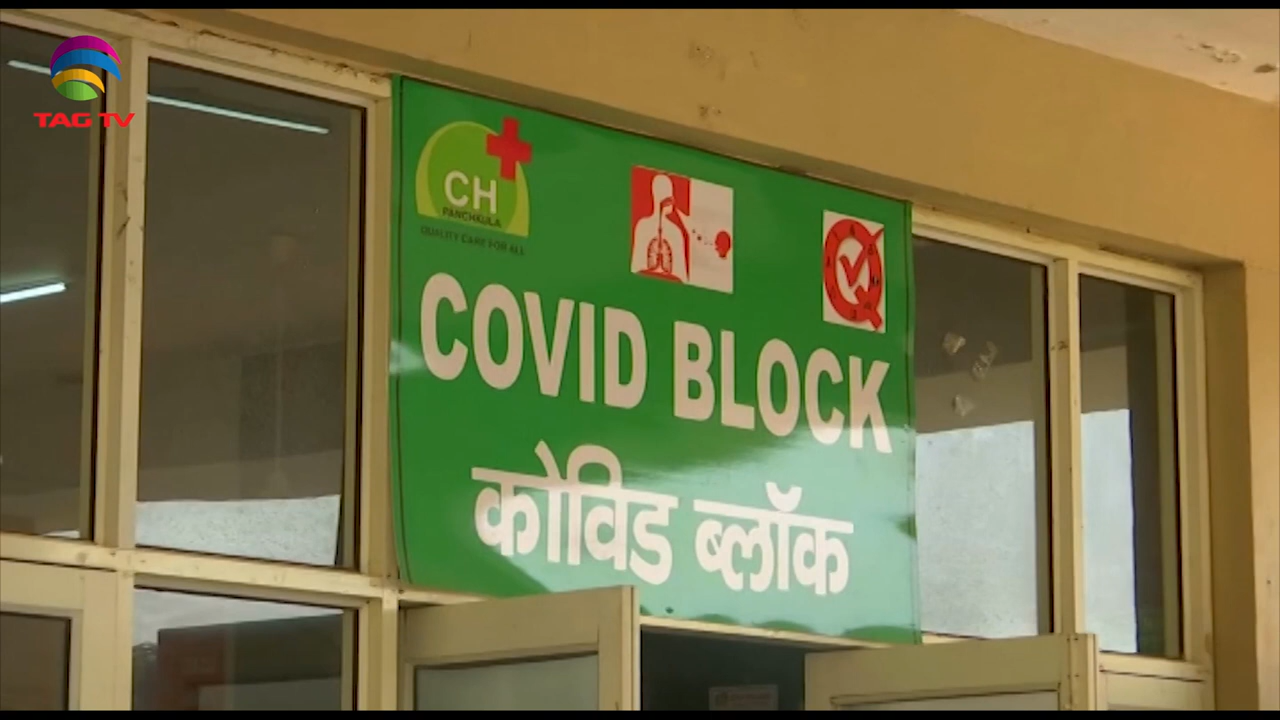 TAG TV
CH
PANCHKULA
QUALITY CARE FOR ALL
COVID BLOCK
कोविड ब्लॉक